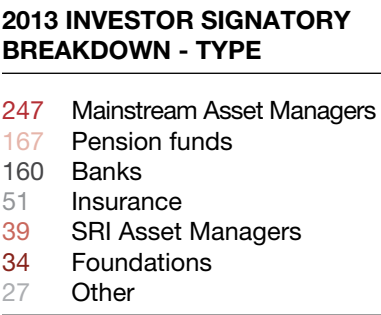 2013 INVESTOR SIGNATORY
BREAKDOWN - TYPE
247 Mainstream Asset Managers
167 Pension funds
160 Banks
51 Insurance
39 SRI Asset Managers
34 Foundations
27 Other